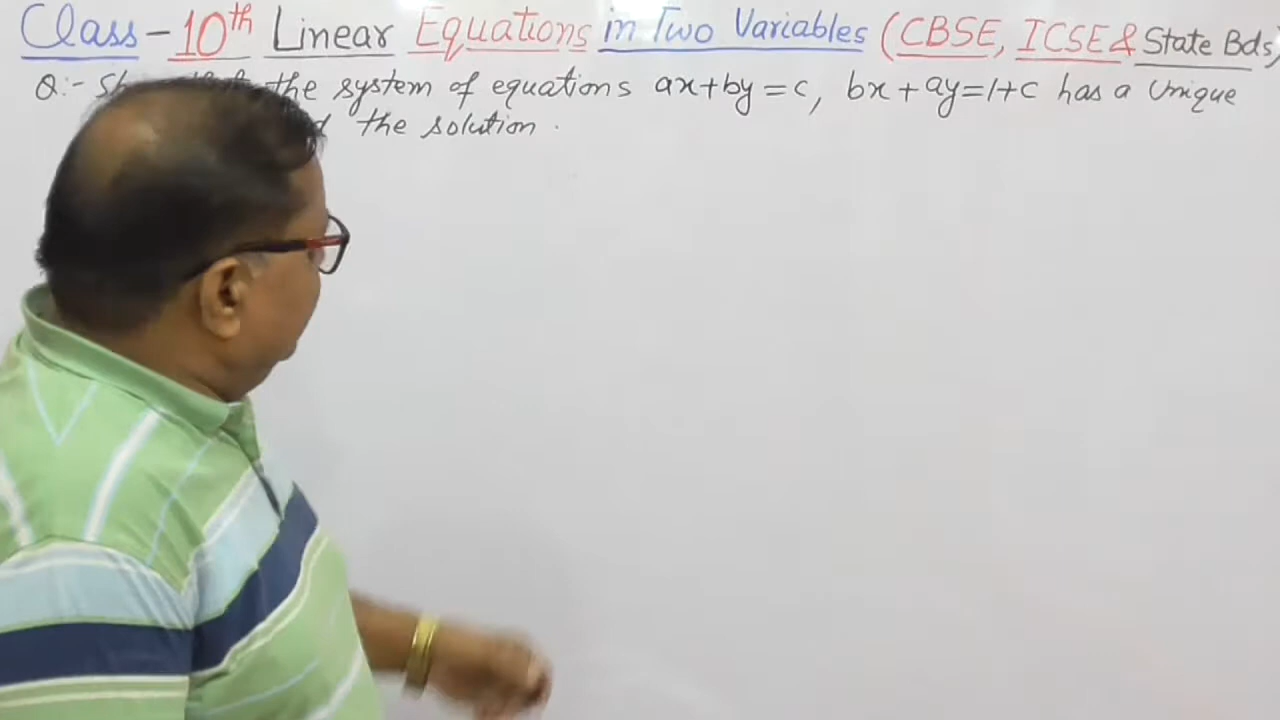 Class - 10th Linear Equations in Two Variables (CBSE, ICSE & State Bds)
Q:- the system of equations ax+by=c, bx+ay=1+c has a Unique
the solution.